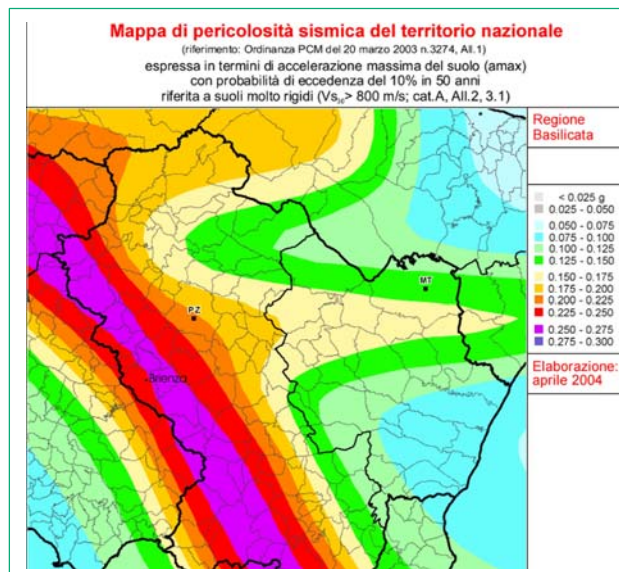 Mappa di pericolosità sismica del territorio nazionale
(riferimento: Ordinanza PCM del 20 marzo 2003 n.3274, All.1)
espressa in termini di accelerazione massima del suolo (amax)
con probabilità di eccedenza del 10% in 50 anni
riferita a suoli molto rigidi (Vs30> 800 m/s; cat.A, All.2, 3.1)
Regione
Basilicata
< 0.025 g
0.025 - 0.050
0.050 - 0.075
0.075 - 0.100
0.100 - 0.125
0.125 - 0.150
0.150 - 0.175
0.175 - 0.200
0.200 - 0.225
0.225 - 0.250
0.250 - 0.275
0.275 - 0.300
Elaborazione:
aprile 2004
MT
PZ
Brienza